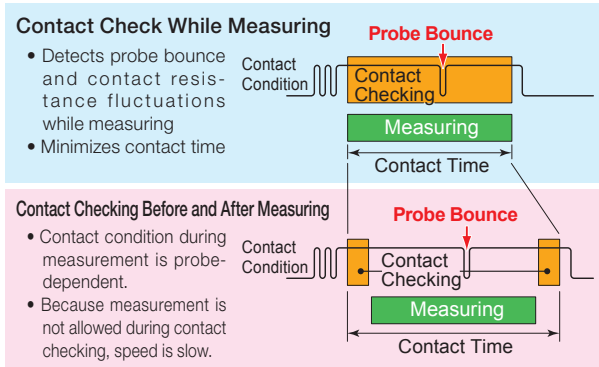 Contact Check While Measuring
• Detects probe bounce
and contact resis-
tance fluctuations
while measuring
• Minimizes contact time
Probe Bounce
Contact
Condition
Contact
Checking
Measuring
Contact Time
Contact Checking Before and After Measuring
• Contact condition during
measurement is probe-
dependent.
• Because measurement is
not allowed during contact
checking, speed is slow.
Probe Bounce
Contact
Condition
Contact
Checking
Measuring
Contact Time